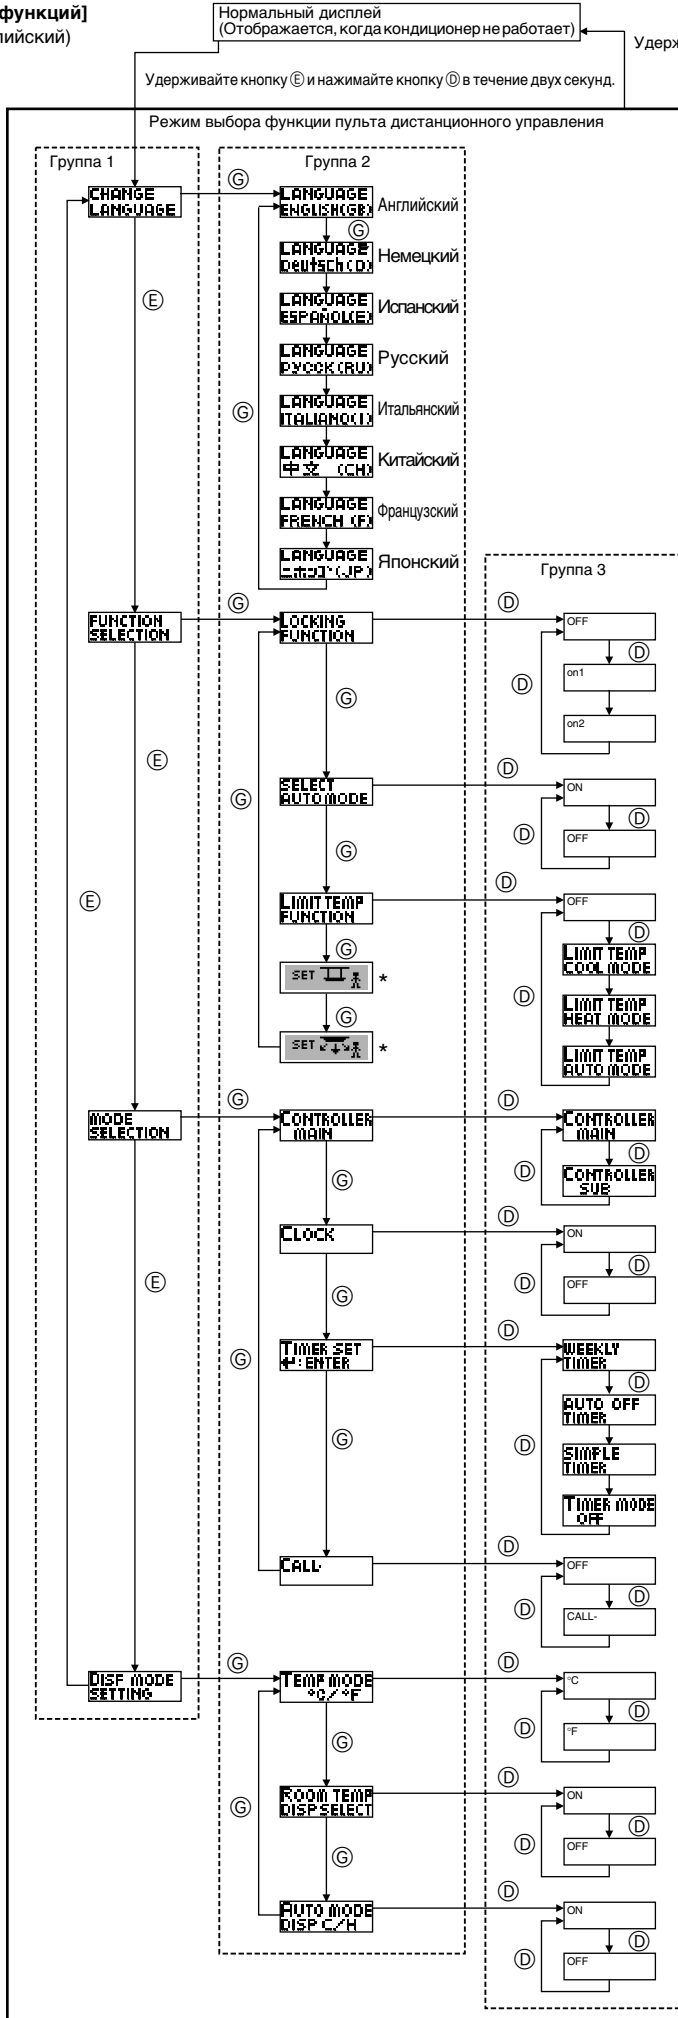 функций]
лийский)
Нормальный дисплей
(Отображается, когда кондиционер не работает)
Удерж
Удерживайте кнопку Ⓔ и нажимайте кнопку Ⓓ в течение двух секунд.
Режим выбора функции пульта дистанционного управления
Группа 1
Группа 2
CHANGE
LANGUAGE
Ⓖ
LANGUAGE
ENGLISH(GB)
Английский
Ⓖ
LANGUAGE
Deutsch(D)
Немецкий
Ⓔ
LANGUAGE
ESPAÑOL(E)
Испанский
LANGUAGE
РУССК(RU)
Русский
Ⓖ
LANGUAGE
ITALIANO(I)
Итальянский
LANGUAGE
中文 (CH)
Китайский
LANGUAGE
FRENCH (F)
Французский
LANGUAGE
ニホンゴ(JP)
Японский
Группа 3
FUNCTION
SELECTION
Ⓖ
LOCKING
FUNCTION
Ⓓ
OFF
Ⓓ
on1
Ⓓ
on2
Ⓖ
Ⓔ
Ⓖ
SELECT
AUTO MODE
Ⓓ
ON
Ⓓ
Ⓓ
OFF
Ⓖ
Ⓔ
LIMIT TEMP
FUNCTION
Ⓓ
OFF
Ⓓ
LIMIT TEMP
COOL MODE
Ⓓ
LIMIT TEMP
HEAT MODE
LIMIT TEMP
AUTO MODE
Ⓖ
SET *
Ⓖ
SET *
MODE
SELECTION
Ⓖ
CONTROLLER
MAIN
Ⓓ
CONTROLLER
MAIN
Ⓓ
Ⓓ
CONTROLLER
SUB
Ⓖ
CLOCK
Ⓓ
ON
Ⓓ
Ⓓ
OFF
Ⓔ
Ⓖ
Ⓖ
TIMER SET
↵:ENTER
Ⓓ
WEEKLY
TIMER
Ⓓ
AUTO OFF
TIMER
Ⓓ
SIMPLE
TIMER
TIMER MODE
OFF
Ⓖ
CALL-
Ⓓ
OFF
Ⓓ
Ⓓ
CALL-
DISP MODE
SETTING
Ⓖ
TEMP MODE
°C/°F
Ⓓ
°C
Ⓓ
Ⓓ
°F
Ⓖ
Ⓖ
ROOM TEMP
DISP SELECT
Ⓓ
ON
Ⓓ
Ⓓ
OFF
Ⓖ
AUTO MODE
DISP C/H
Ⓓ
ON
Ⓓ
Ⓓ
OFF